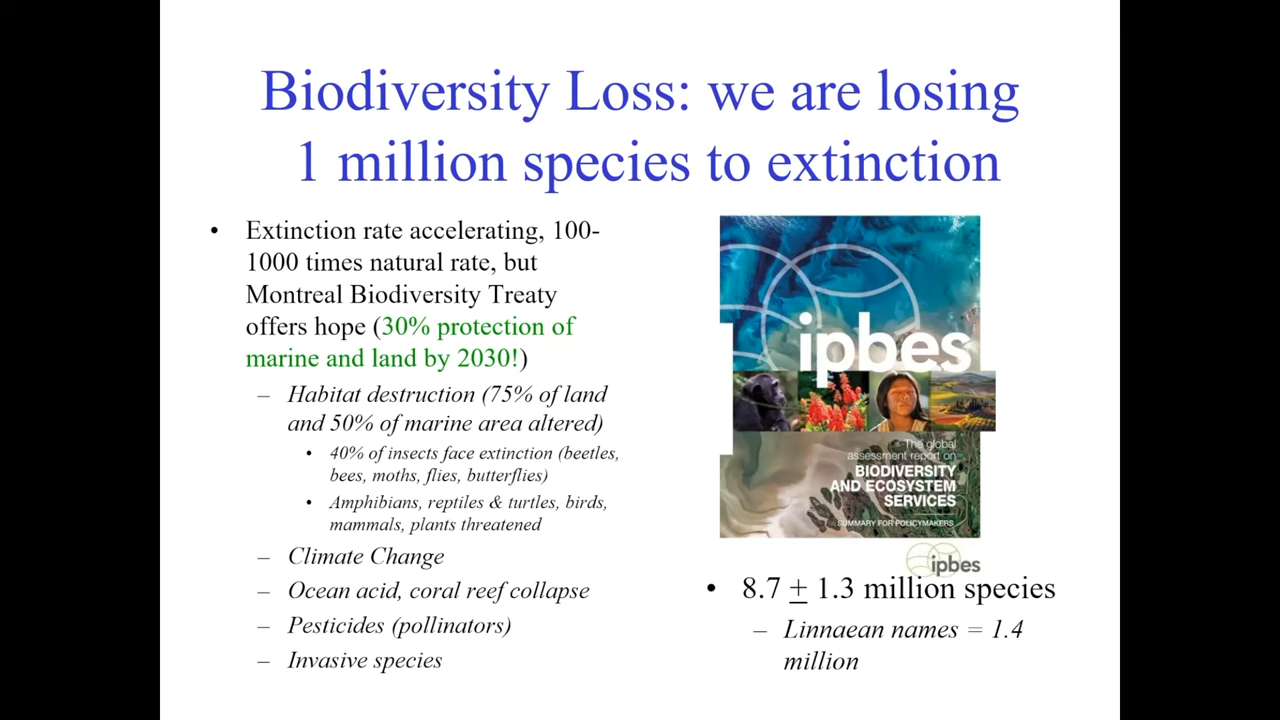 Biodiversity Loss: we are losing
1 million species to extinction
• Extinction rate accelerating, 100-
1000 times natural rate, but
Montreal Biodiversity Treaty
offers hope (30% protection of
marine and land by 2030!)
– Habitat destruction (75% of land
and 50% of marine area altered)
• 40% of insects face extinction (beetles,
bees, moths, flies, butterflies)
• Amphibians, reptiles & turtles, birds,
mammals, plants threatened
– Climate Change
– Ocean acid, coral reef collapse
– Pesticides (pollinators)
– Invasive species
ipbes
The global
assessment report on
BIODIVERSITY
AND ECOSYSTEM
SERVICES
SUMMARY FOR POLICYMAKERS
ipbes
• 8.7 ± 1.3 million species
– Linnaean names = 1.4
million